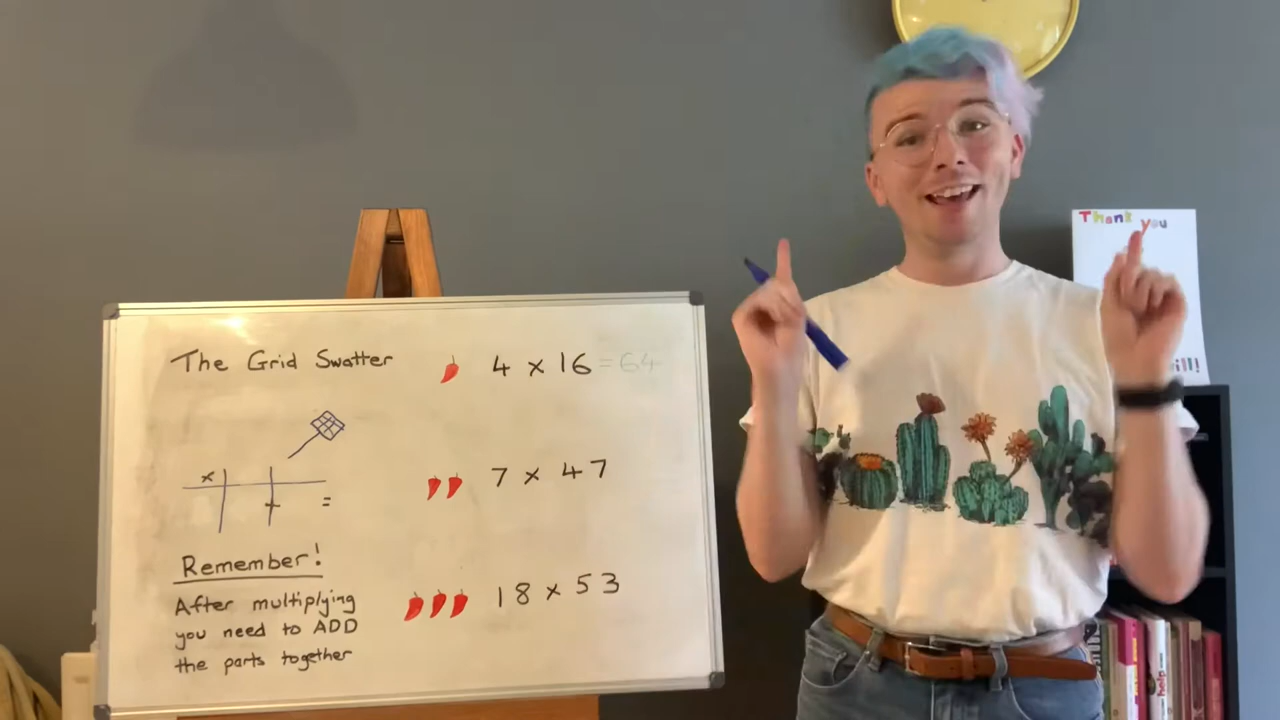 The Grid Swatter
4 x 16 = 64
x
=
7 x 47
18 x 53
Remember!
After multiplying
you need to ADD
the parts together
Thank you
help